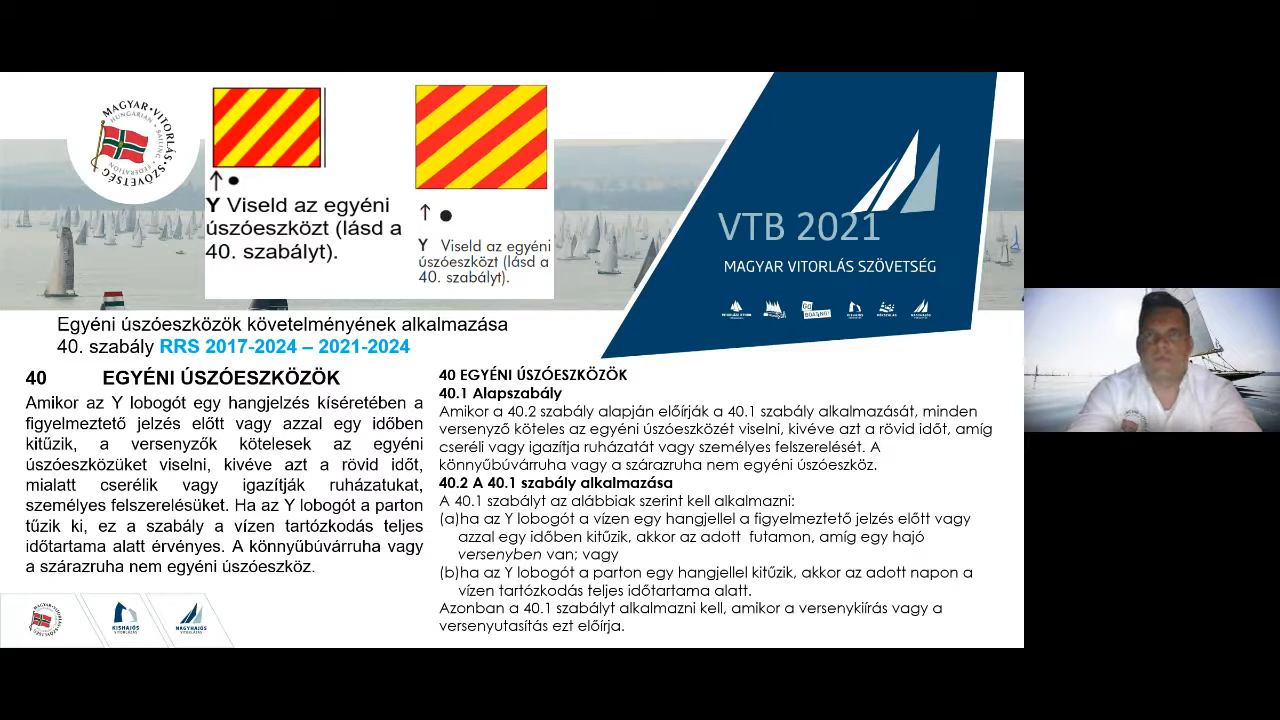 MAGYAR•VITORLÁS•SZÖVETSÉG
HUNGARIAN • SAILING • FEDERATION
Y Viseld az egyéni
úszóeszközt (lásd a
40. szabályt).
Y Viseld az egyéni
úszóeszközt (lásd a
40. szabályt).
VTB 2021
MAGYAR VITORLÁS SZÖVETSÉG
Egyéni úszóeszközök követelményének alkalmazása
40. szabály RRS 2017-2024 – 2021-2024
40 EGYÉNI ÚSZÓESZKÖZÖK
Amikor az Y lobogót egy hangjelzés kíséretében a
figyelmeztető jelzés előtt vagy azzal egy időben
kitűzik, a versenyzők kötelesek az egyéni
úszóeszközüket viselni, kivéve azt a rövid időt,
mialatt cserélik vagy igazítják ruházatukat,
személyes felszerelésüket. Ha az Y lobogót a parton
tűzik ki, ez a szabály a vízen tartózkodás teljes
időtartama alatt érvényes. A könnyűbúvárruha vagy
a szárazruha nem egyéni úszóeszköz.
40 EGYÉNI ÚSZÓESZKÖZÖK
40.1 Alapszabály
Amikor a 40.2 szabály alapján előírják a 40.1 szabály alkalmazását, minden
versenyző köteles az egyéni úszóeszközét viselni, kivéve azt a rövid időt, amíg
cseréli vagy igazítja ruházatát vagy személyes felszerelését. A
könnyűbúvárruha vagy a szárazruha nem egyéni úszóeszköz.
40.2 A 40.1 szabály alkalmazása
A 40.1 szabályt az alábbiak szerint kell alkalmazni:
(a)ha az Y lobogót a vízen egy hangjellel a figyelmeztető jelzés előtt vagy
azzal egy időben kitűzik, akkor az adott futamon, amíg egy hajó
versenyben van; vagy
(b)ha az Y lobogót a parton egy hangjellel kitűzik, akkor az adott napon a
vízen tartózkodás teljes időtartama alatt.
Azonban a 40.1 szabályt alkalmazni kell, amikor a versenykiírás vagy a
versenyutasítás ezt előírja.
KISHAJÓS
VITORLÁZÁS
NAGYHAJÓS
VITORLÁZÁS